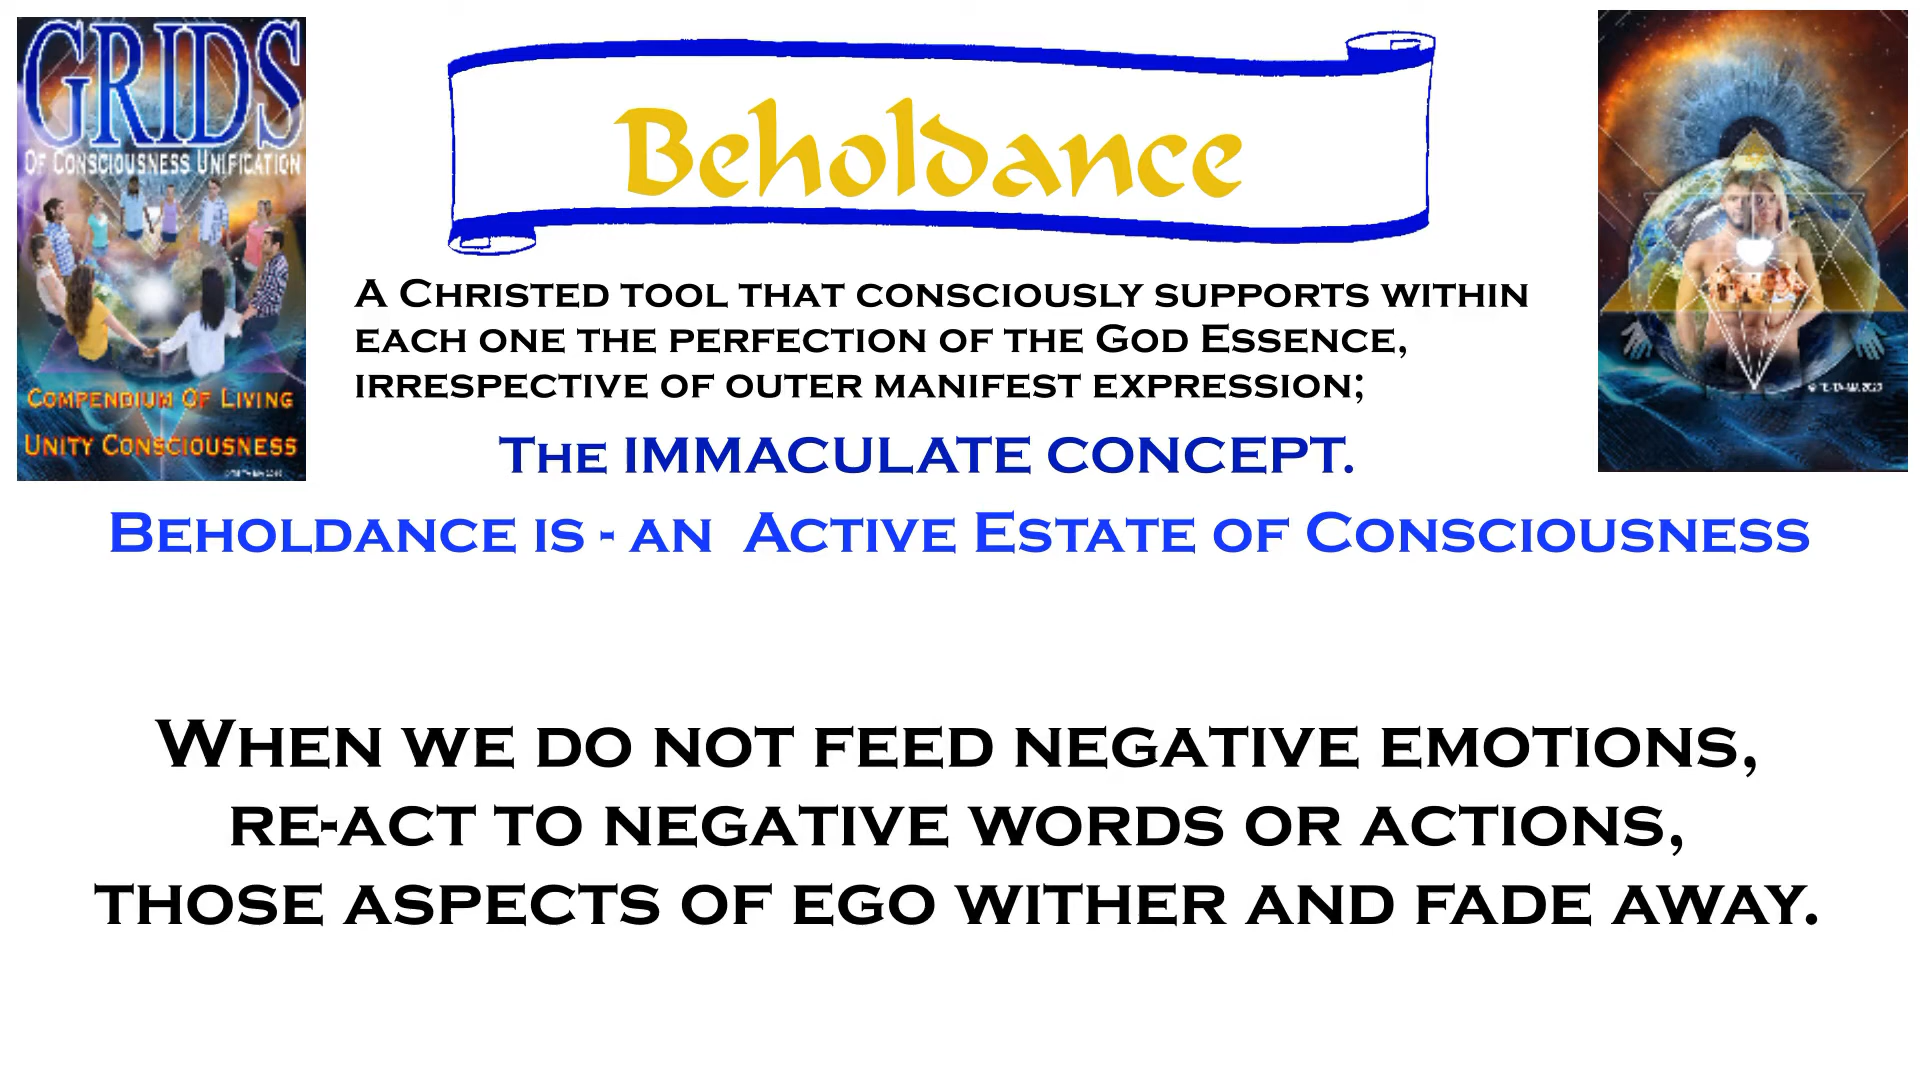 GRIDS
OF CONSCIOUSNESS UNIFICATION
COMPENDIUM OF LIVING
UNITY CONSCIOUSNESS
Beholdance
A CHRISTED TOOL THAT CONSCIOUSLY SUPPORTS WITHIN
EACH ONE THE PERFECTION OF THE GOD ESSENCE,
IRRESPECTIVE OF OUTER MANIFEST EXPRESSION;
THE IMMACULATE CONCEPT.
BEHOLDANCE IS - AN ACTIVE ESTATE OF CONSCIOUSNESS
WHEN WE DO NOT FEED NEGATIVE EMOTIONS,
RE-ACT TO NEGATIVE WORDS OR ACTIONS,
THOSE ASPECTS OF EGO WITHER AND FADE AWAY.